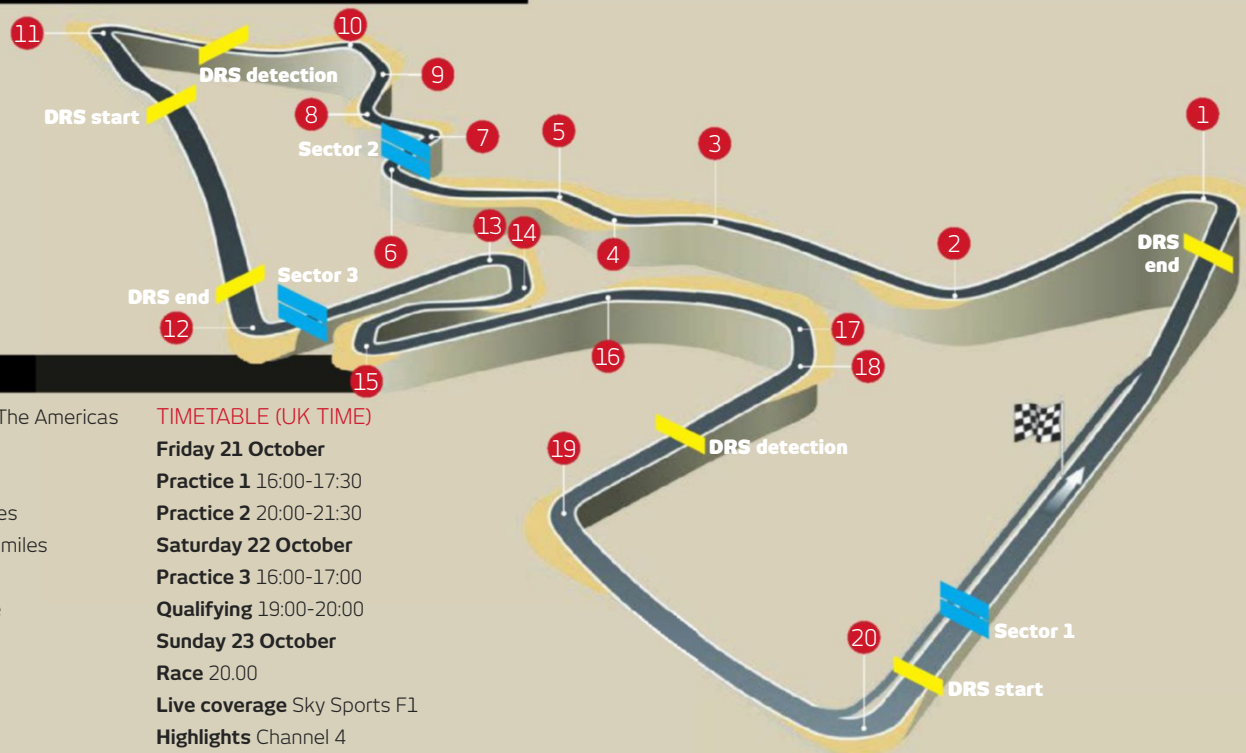 11
10
DRS detection
9
DRS start
8
7
5
3
1
Sector 2
6
13
14
4
2
DRS
end
Sector 3
DRS end
12
15
16
17
18
19
DRS detection
20
Sector 1
DRS start
The Americas
es
miles
TIMETABLE (UK TIME)
Friday 21 October
Practice 1 16:00-17:30
Practice 2 20:00-21:30
Saturday 22 October
Practice 3 16:00-17:00
Qualifying 19:00-20:00
Sunday 23 October
Race 20.00
Live coverage Sky Sports F1
Highlights Channel 4